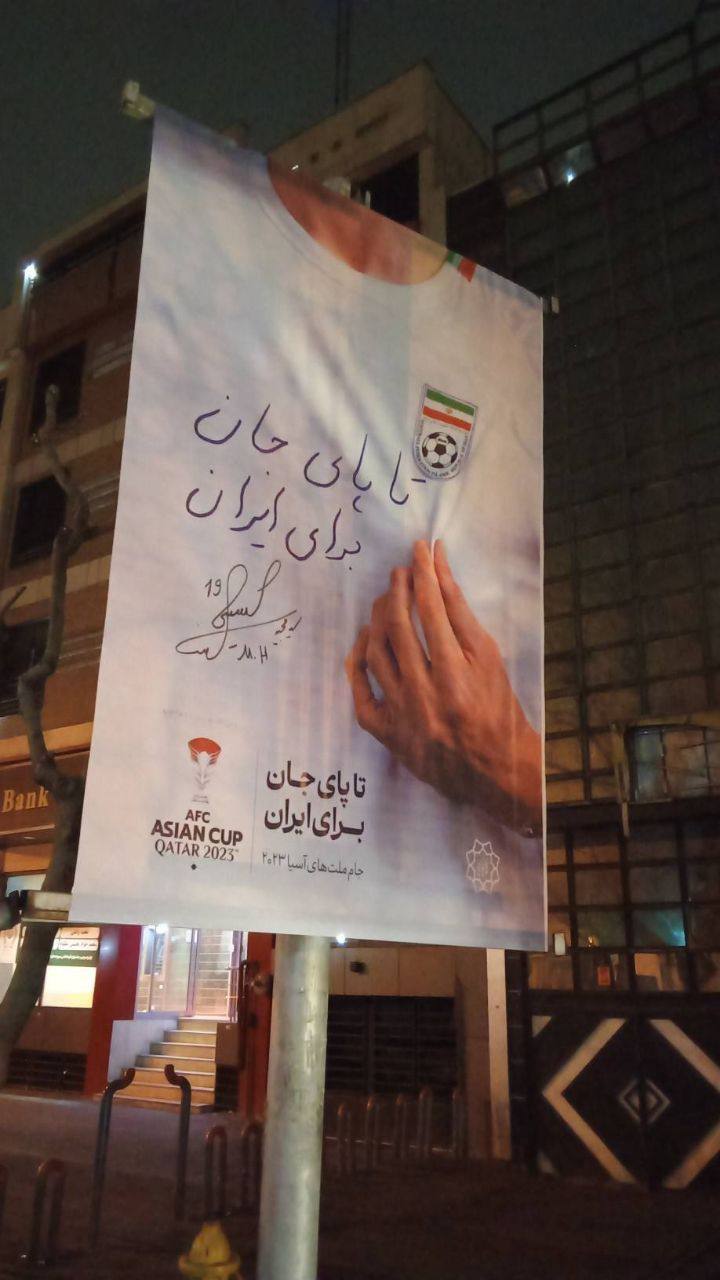 تا پای جان
برای ایران
19
M.H
AFC
ASIAN CUP
QATAR 2023
تا پای جان
بـرای ایران
جام ملت‌های آسیا ۲۰۲۳
Bank